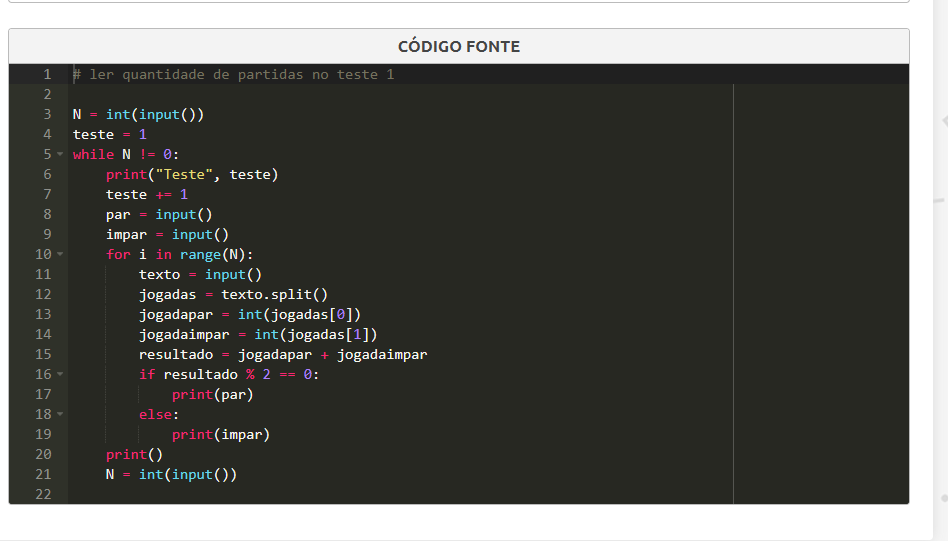 CÓDIGO FONTE
1 # ler quantidade de partidas no teste 1
2
3 N = int(input())
4 teste = 1
5 while N != 0:
6     print("Teste", teste)
7     teste += 1
8     par = input()
9     impar = input()
10     for i in range(N):
11         texto = input()
12         jogadas = texto.split()
13         jogadapar = int(jogadas[0])
14         jogadaimpar = int(jogadas[1])
15         resultado = jogadapar + jogadaimpar
16         if resultado % 2 == 0:
17             print(par)
18         else:
19             print(impar)
20     print()
21     N = int(input())
22